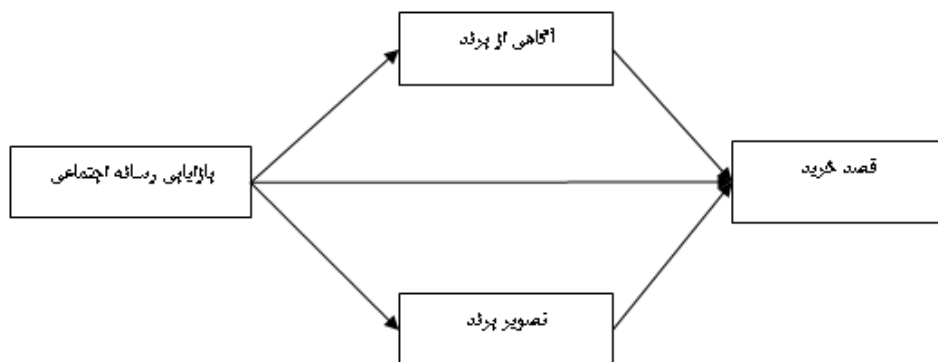 آگاهی از برند
بازاریابی رسانه اجتماعی
قصد خرید
تصویر برند